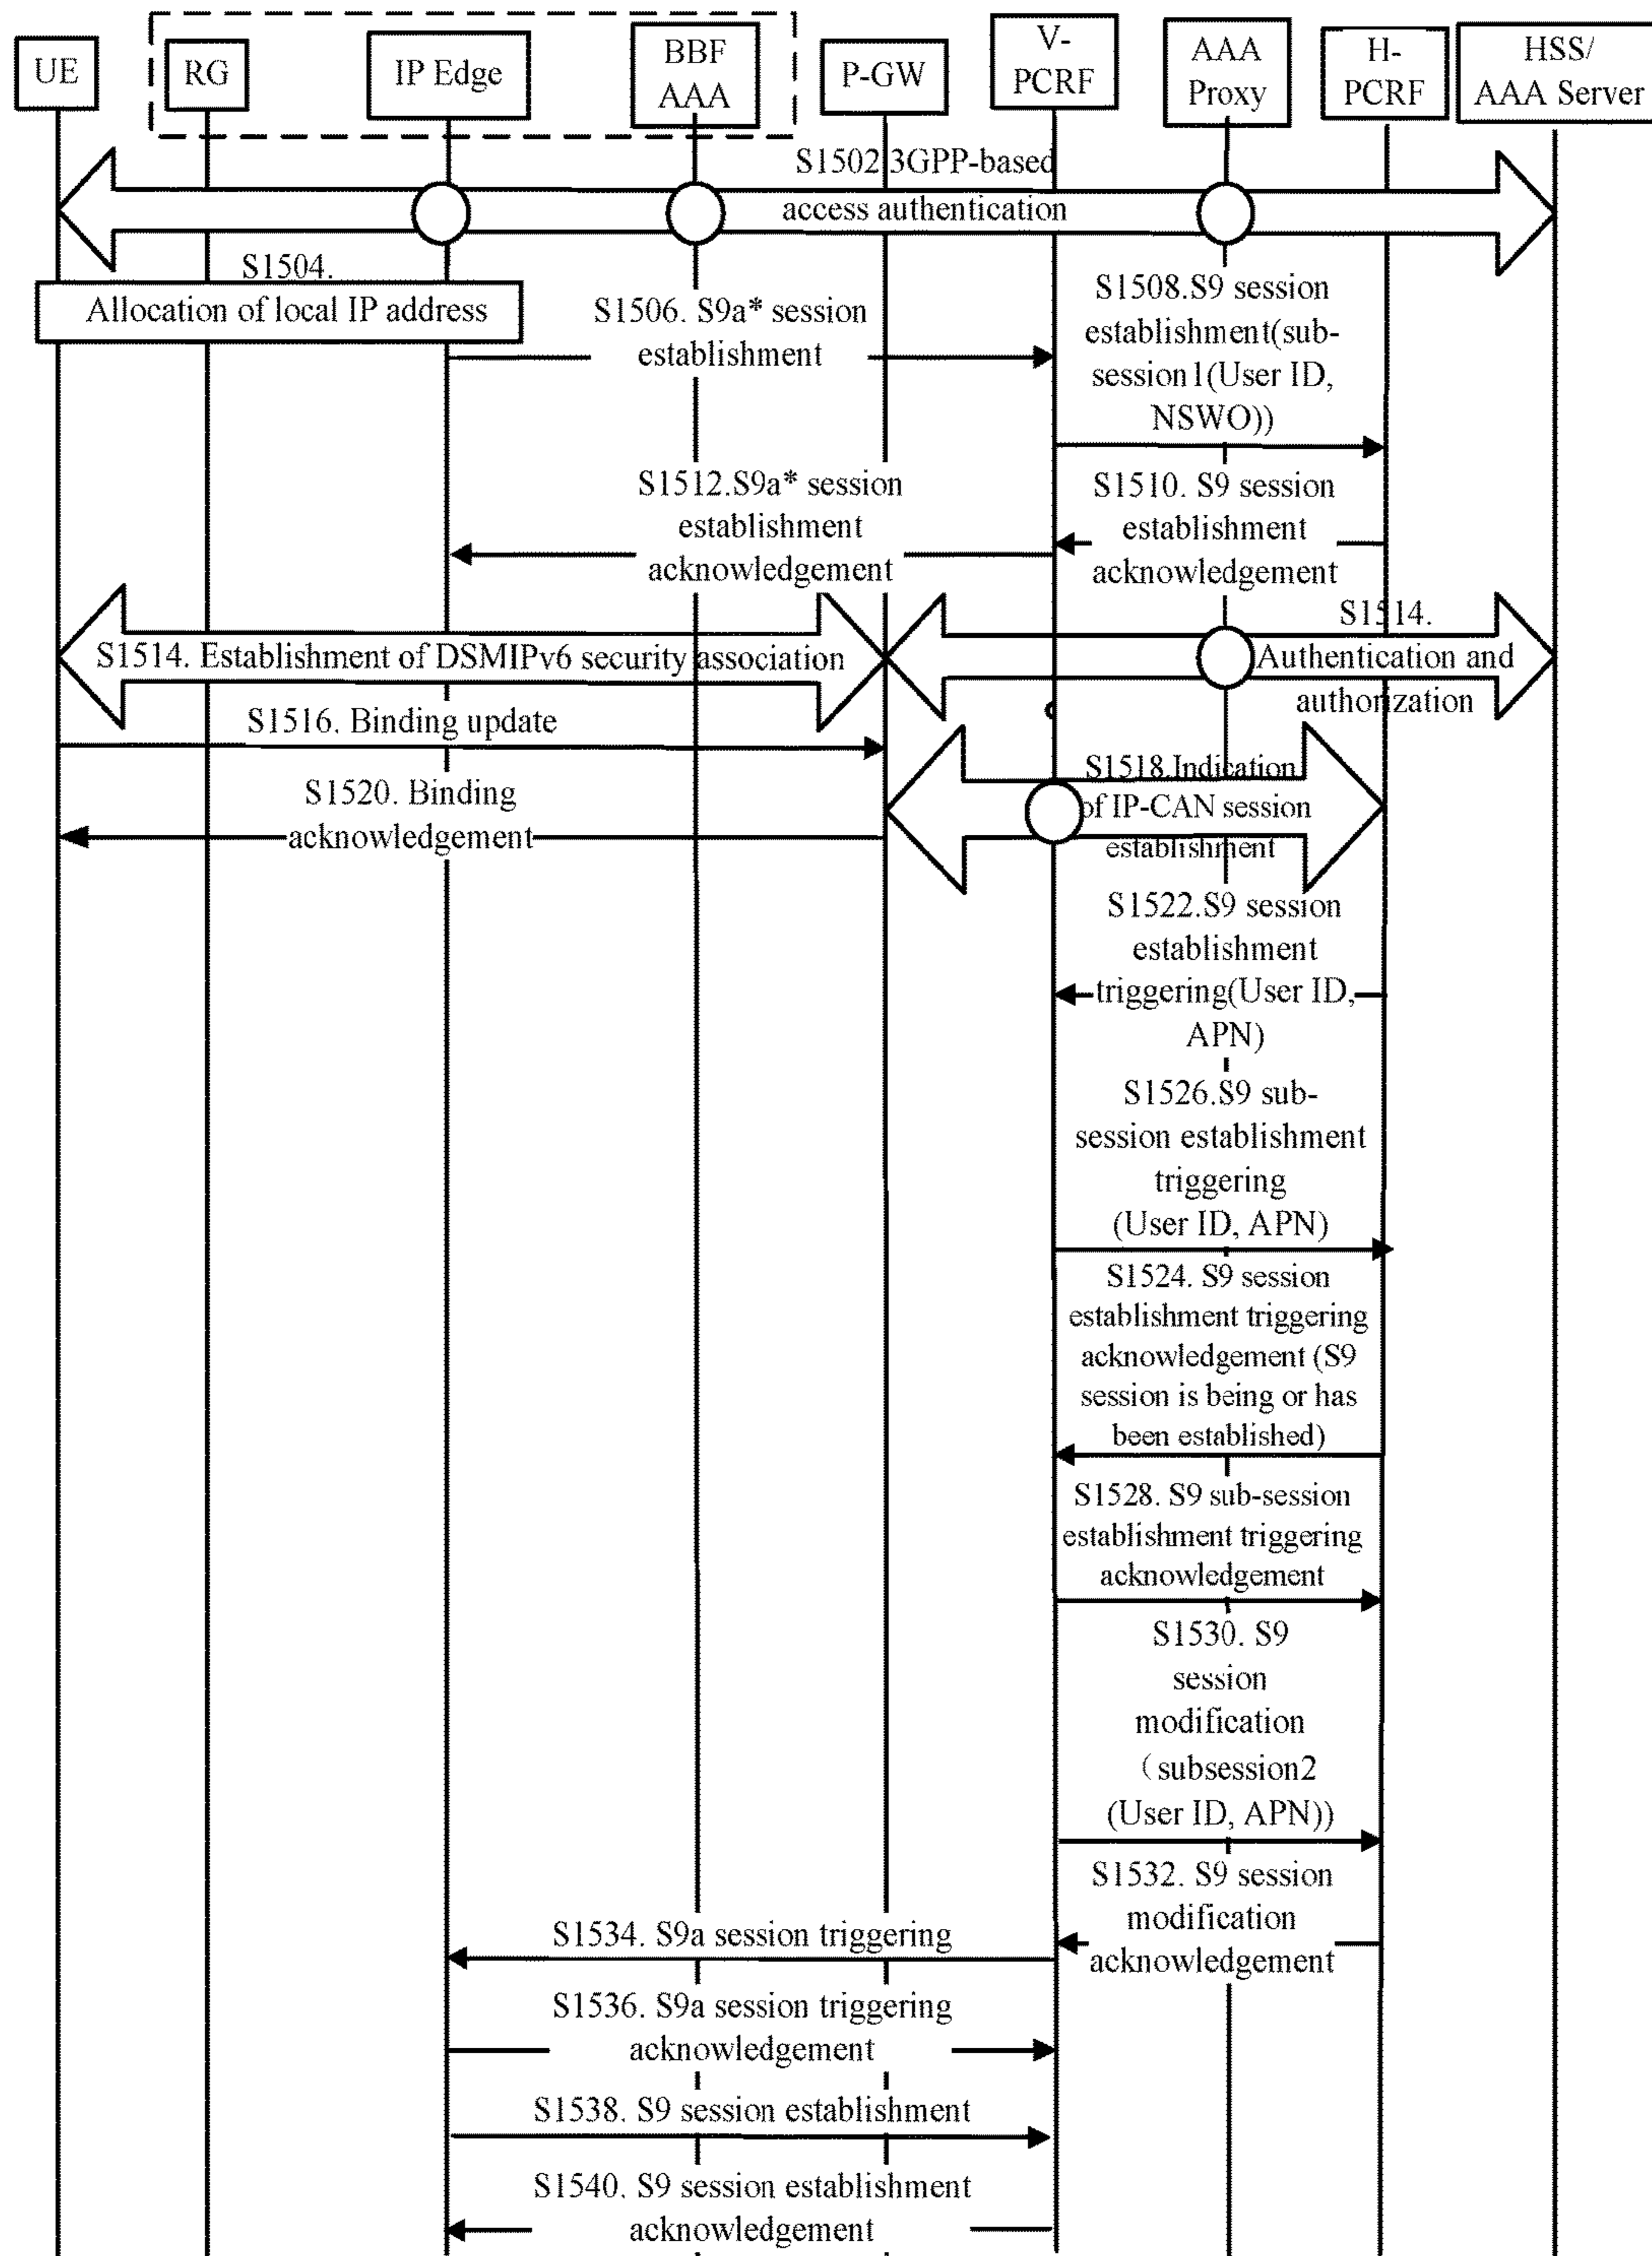 UE
RG
IP Edge
BBF
AAA
P-GW
V-
PCRF
AAA
Proxy
H-
PCRF
HSS/
AAA Server
S1502.3GPP-based
access authentication
S1504.
Allocation of local IP address
S1506. S9a* session
establishment
S1508.S9 session
establishment(sub-
session1(User ID,
NSWO))
S1512.S9a* session
establishment
acknowledgement
S1510. S9 session
establishment
acknowledgement
S1514. Establishment of DSMIPv6 security association
S1514.
Authentication and
authorization
S1516. Binding update
S1518.Indication
of IP-CAN session
establishment
S1520. Binding
acknowledgement
S1522.S9 session
establishment
triggering(User ID,
APN)
S1526.S9 sub-
session establishment
triggering
(User ID, APN)
S1524. S9 session
establishment triggering
acknowledgement (S9
session is being or has
been established)
S1528. S9 sub-session
establishment triggering
acknowledgement
S1530. S9
session
modification
（subsession2
(User ID, APN))
S1532. S9 session
modification
acknowledgement
S1534. S9a session triggering
S1536. S9a session triggering
acknowledgement
S1538. S9 session establishment
S1540. S9 session establishment
acknowledgement